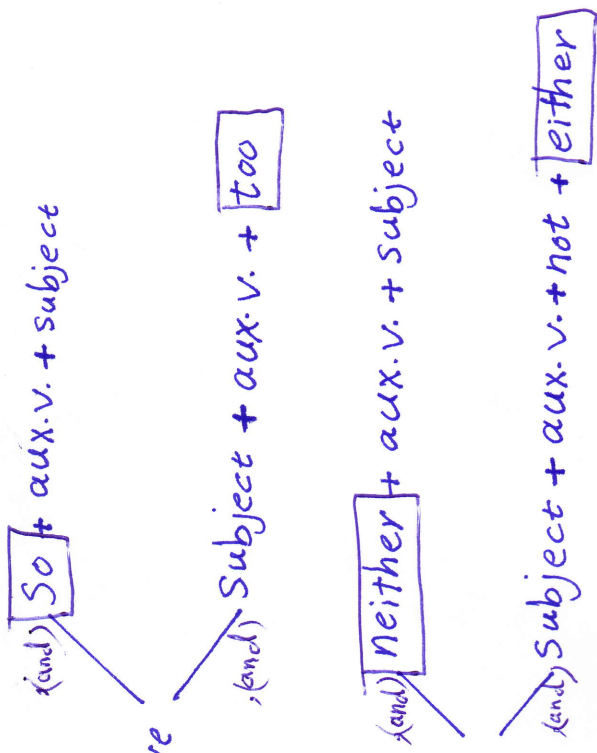 ,(and) So + aux.v. + subject
,(and) Subject + aux.v. + too
,(and) neither + aux.v. + subject
,(and) Subject + aux.v. + not + either